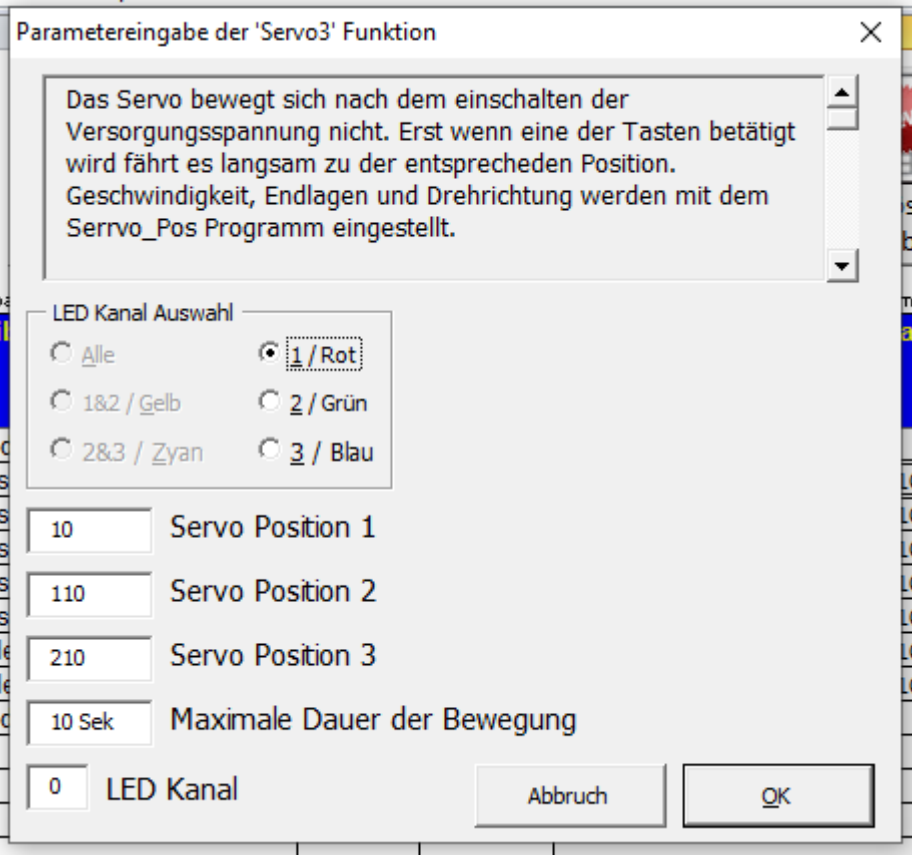 Parametereingabe der 'Servo3' Funktion
Das Servo bewegt sich nach dem einschalten der
Versorgungsspannung nicht. Erst wenn eine der Tasten betätigt
wird fährt es langsam zu der entsprecheden Position.
Geschwindigkeit, Endlagen und Drehrichtung werden mit dem
Serrvo_Pos Programm eingestellt.
LED Kanal Auswahl
Alle
1 / Rot
1&2 / Gelb
2 / Grün
2&3 / Zyan
3 / Blau
10 Servo Position 1
110 Servo Position 2
210 Servo Position 3
10 Sek Maximale Dauer der Bewegung
0 LED Kanal
Abbruch
OK